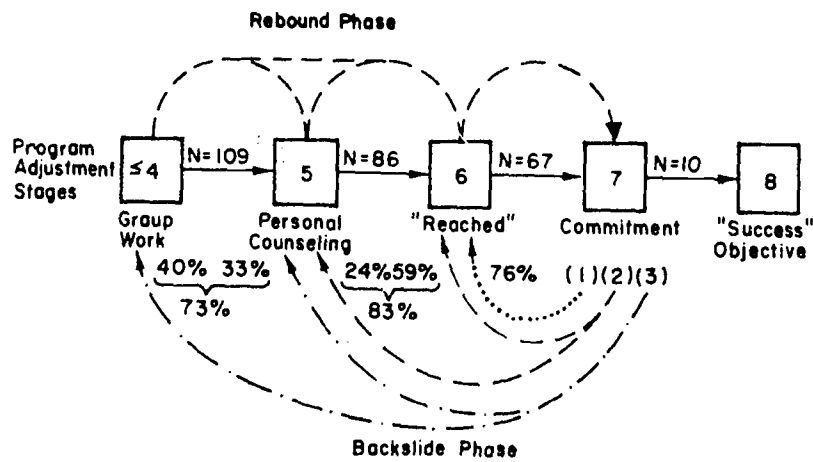 Rebound Phase
Program
Adjustment
Stages
≤4
N=109
5
N=86
6
N=67
7
N=10
8
Group
Work
Personal
Counseling
"Reached"
Commitment
"Success"
Objective
40% 33%
73%
24%59%
83%
76%
(1)(2)(3)
Backslide Phase